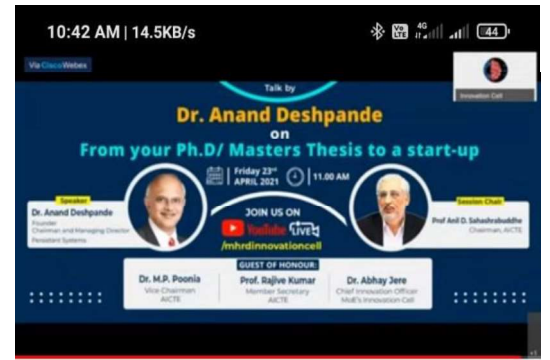 10:42 AM | 14.5KB/s
Vo
LTE
4G
44
Via Cisco Webex
Innovation Cell
Talk by
Dr. Anand Deshpande
on
From your Ph.D/ Masters Thesis to a start-up
Friday 23rd
APRIL 2021
11.00 AM
Speaker
Dr. Anand Deshpande
Founder
Chairman and Managing Director
Persistent Systems
JOIN US ON
YouTube LIVE
/mhrdinnovationcell
Session Chair
Prof Anil D. Sahasrabuddhe
Chairman, AICTE
GUEST OF HONOUR:
Dr. M.P. Poonia
Vice Chairman
AICTE
Prof. Rajive Kumar
Member Secretary
AICTE
Dr. Abhay Jere
Chief Innovation Officer
MoE's Innovation Cell